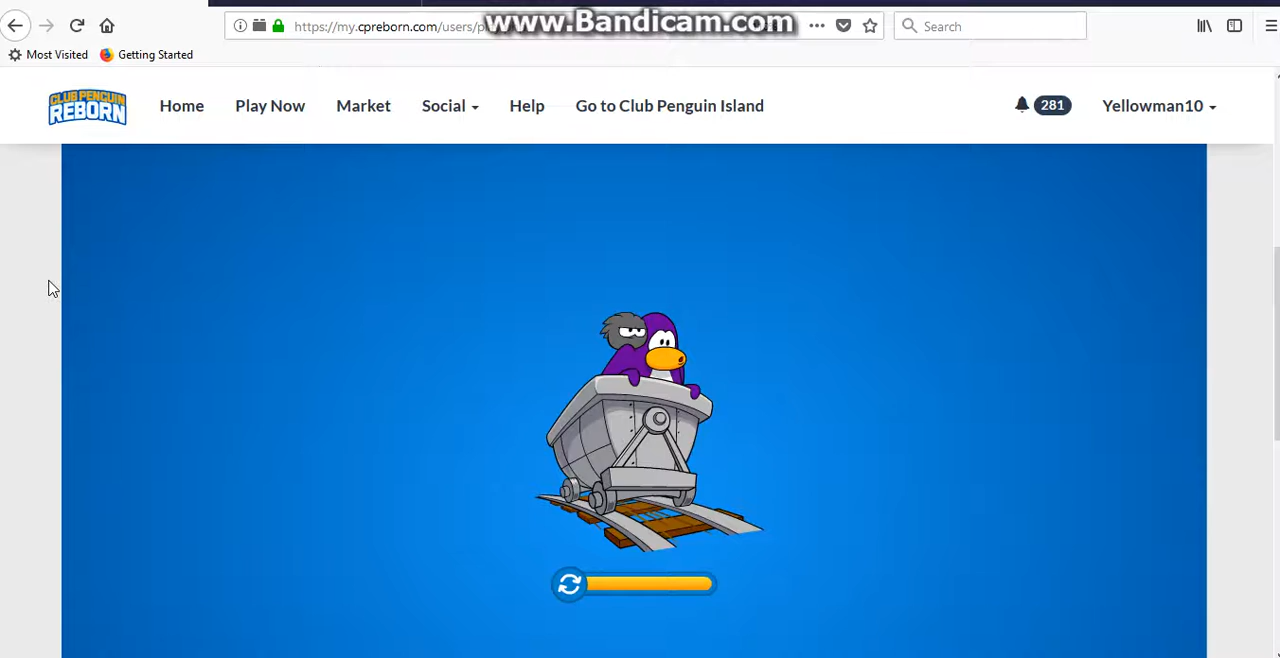 www.Bandicam.com
https://my.cpreborn.com/users/p
Search
Most Visited
Getting Started
CLUB PENGUIN
REBORN
Home
Play Now
Market
Social
Help
Go to Club Penguin Island
281
Yellowman10